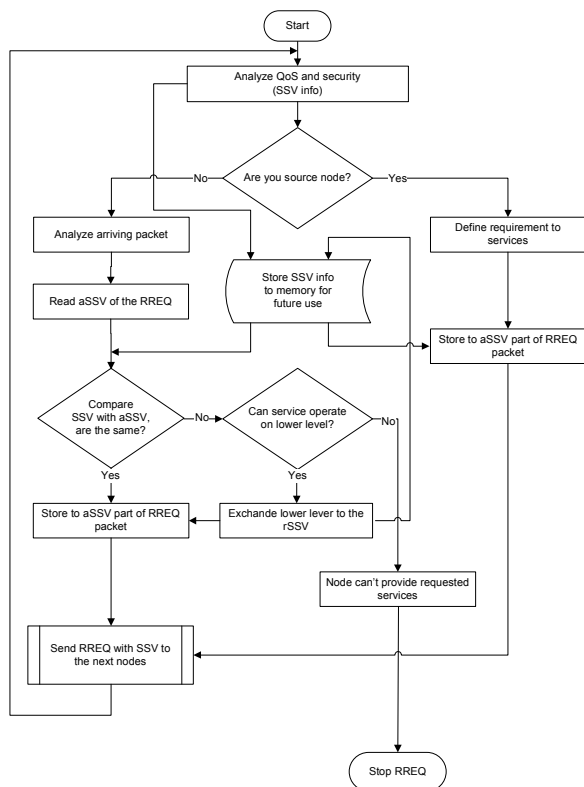 Start
Analyze QoS and security
(SSV info)
Are you source node?
No
Yes
Analyze arriving packet
Define requirement to
services
Store SSV info
to memory for
future use
Read aSSV of the RREQ
Store to aSSV part of RREQ
packet
Compare
SSV with aSSV,
are the same?
No
Can service operate
on lower level?
No
Yes
Yes
Store to aSSV part of RREQ
packet
Exchande lower lever to the
rSSV
Node can't provide requested
services
Send RREQ with SSV to
the next nodes
Stop RREQ